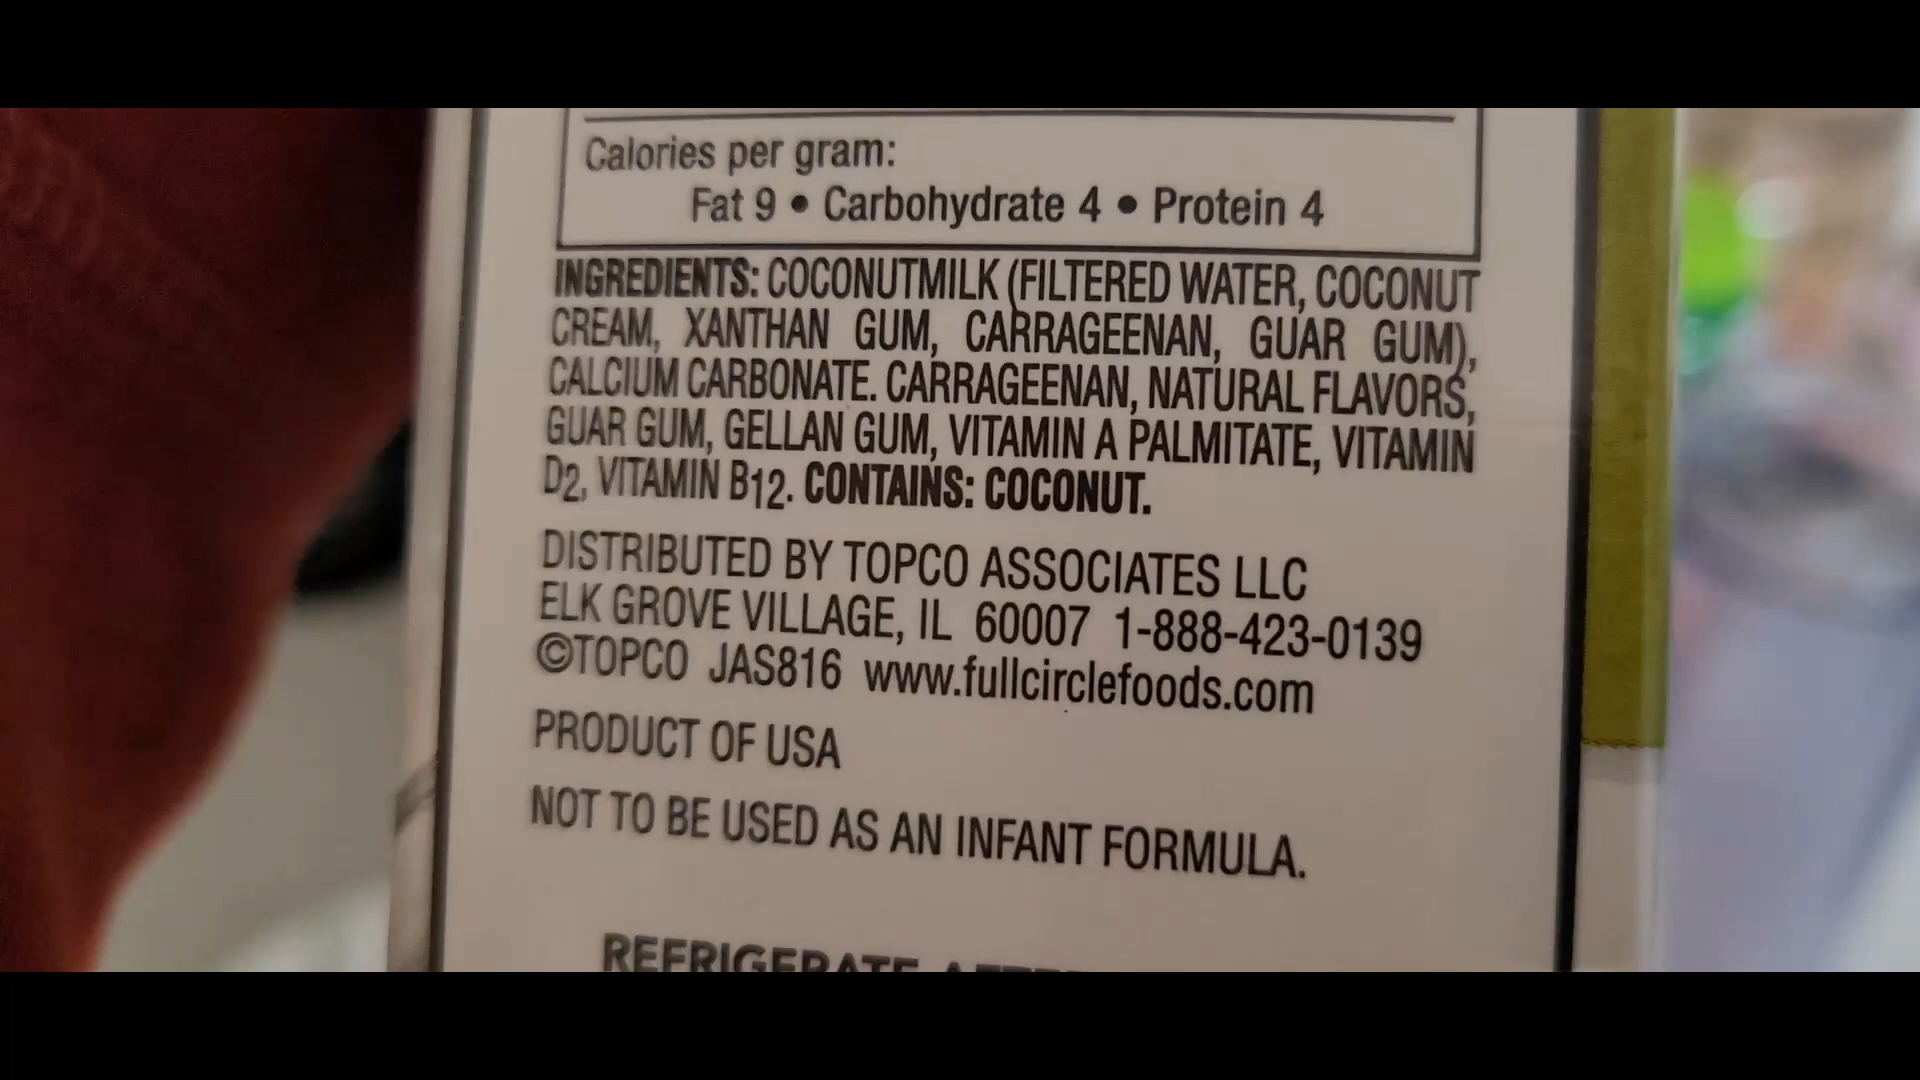 Calories per gram:
Fat 9 • Carbohydrate 4 • Protein 4
INGREDIENTS: COCONUTMILK (FILTERED WATER, COCONUT
CREAM, XANTHAN GUM, CARRAGEENAN, GUAR GUM),
CALCIUM CARBONATE. CARRAGEENAN, NATURAL FLAVORS,
GUAR GUM, GELLAN GUM, VITAMIN A PALMITATE, VITAMIN
D2, VITAMIN B12. CONTAINS: COCONUT.
DISTRIBUTED BY TOPCO ASSOCIATES LLC
ELK GROVE VILLAGE, IL 60007 1-888-423-0139
©TOPCO JAS816 www.fullcirclefoods.com
PRODUCT OF USA
NOT TO BE USED AS AN INFANT FORMULA.
REFRIGERATE